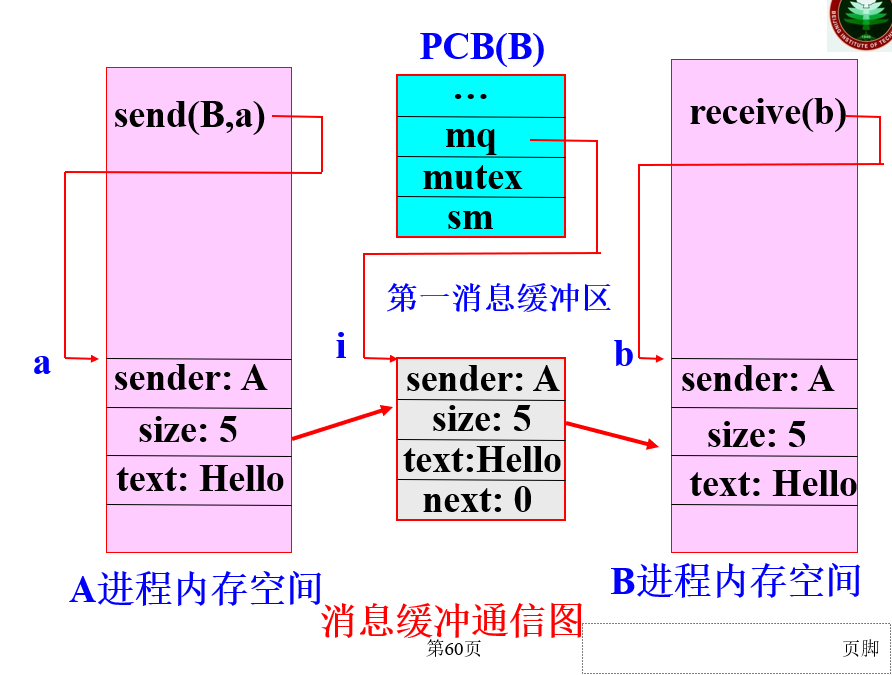 PCB(B)
send(B,a)
…
mq
mutex
sm
receive(b)
第一消息缓冲区
a
sender: A
size: 5
text: Hello
i
sender: A
size: 5
text:Hello
next: 0
b
sender: A
size: 5
text: Hello
A进程内存空间
B进程内存空间
消息缓冲通信图
第60页
页脚